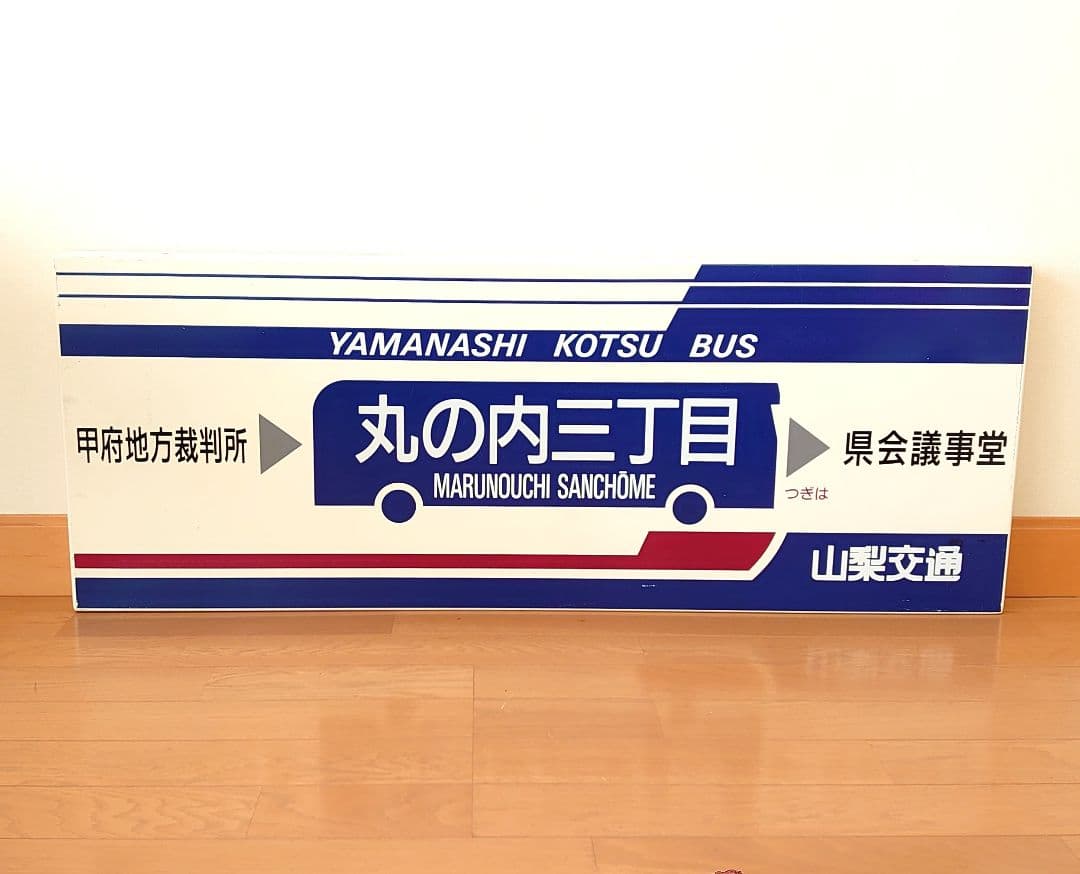 YAMANASHI KOTSU BUS
甲府地方裁判所
丸の内三丁目
MARUNOUCHI SANCHŌME
県会議事堂
つぎは
山梨交通